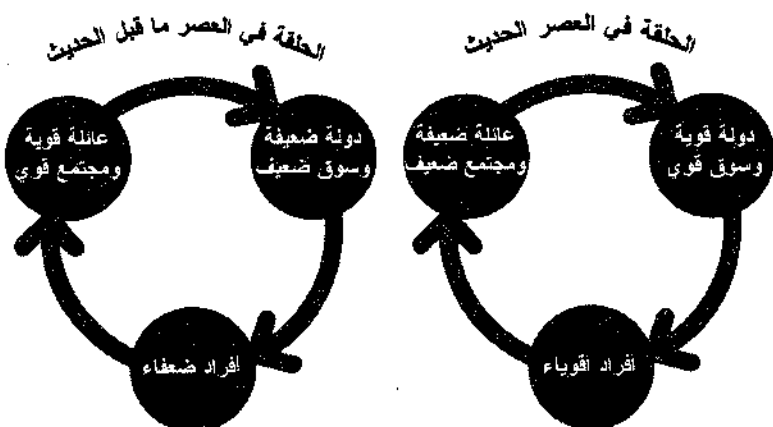 الحلقة في العصر الحديث
دولة قوية
وسوق قوي
أفراد أقوياء
عائلة ضعيفة
ومجتمع ضعيف
الحلقة في العصر ما قبل الحديث
دولة ضعيفة
وسوق ضعيف
أفراد ضعفاء
عائلة قوية
ومجتمع قوي